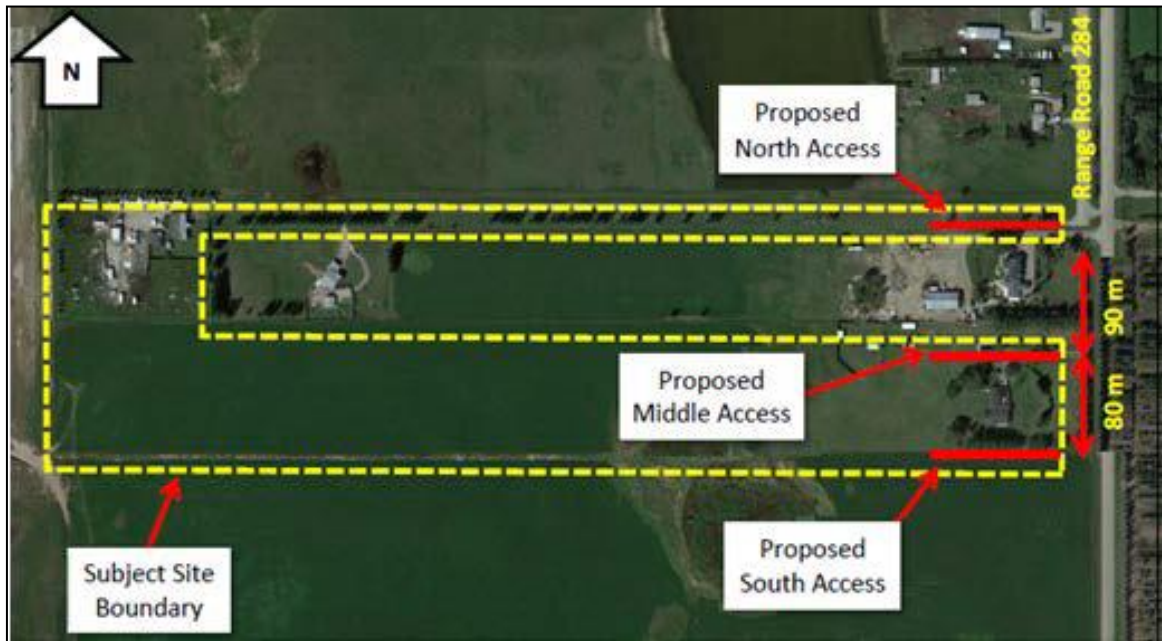 N
Range Road 284
Proposed
North Access
90 m
Proposed
Middle Access
80 m
Subject Site
Boundary
Proposed
South Access